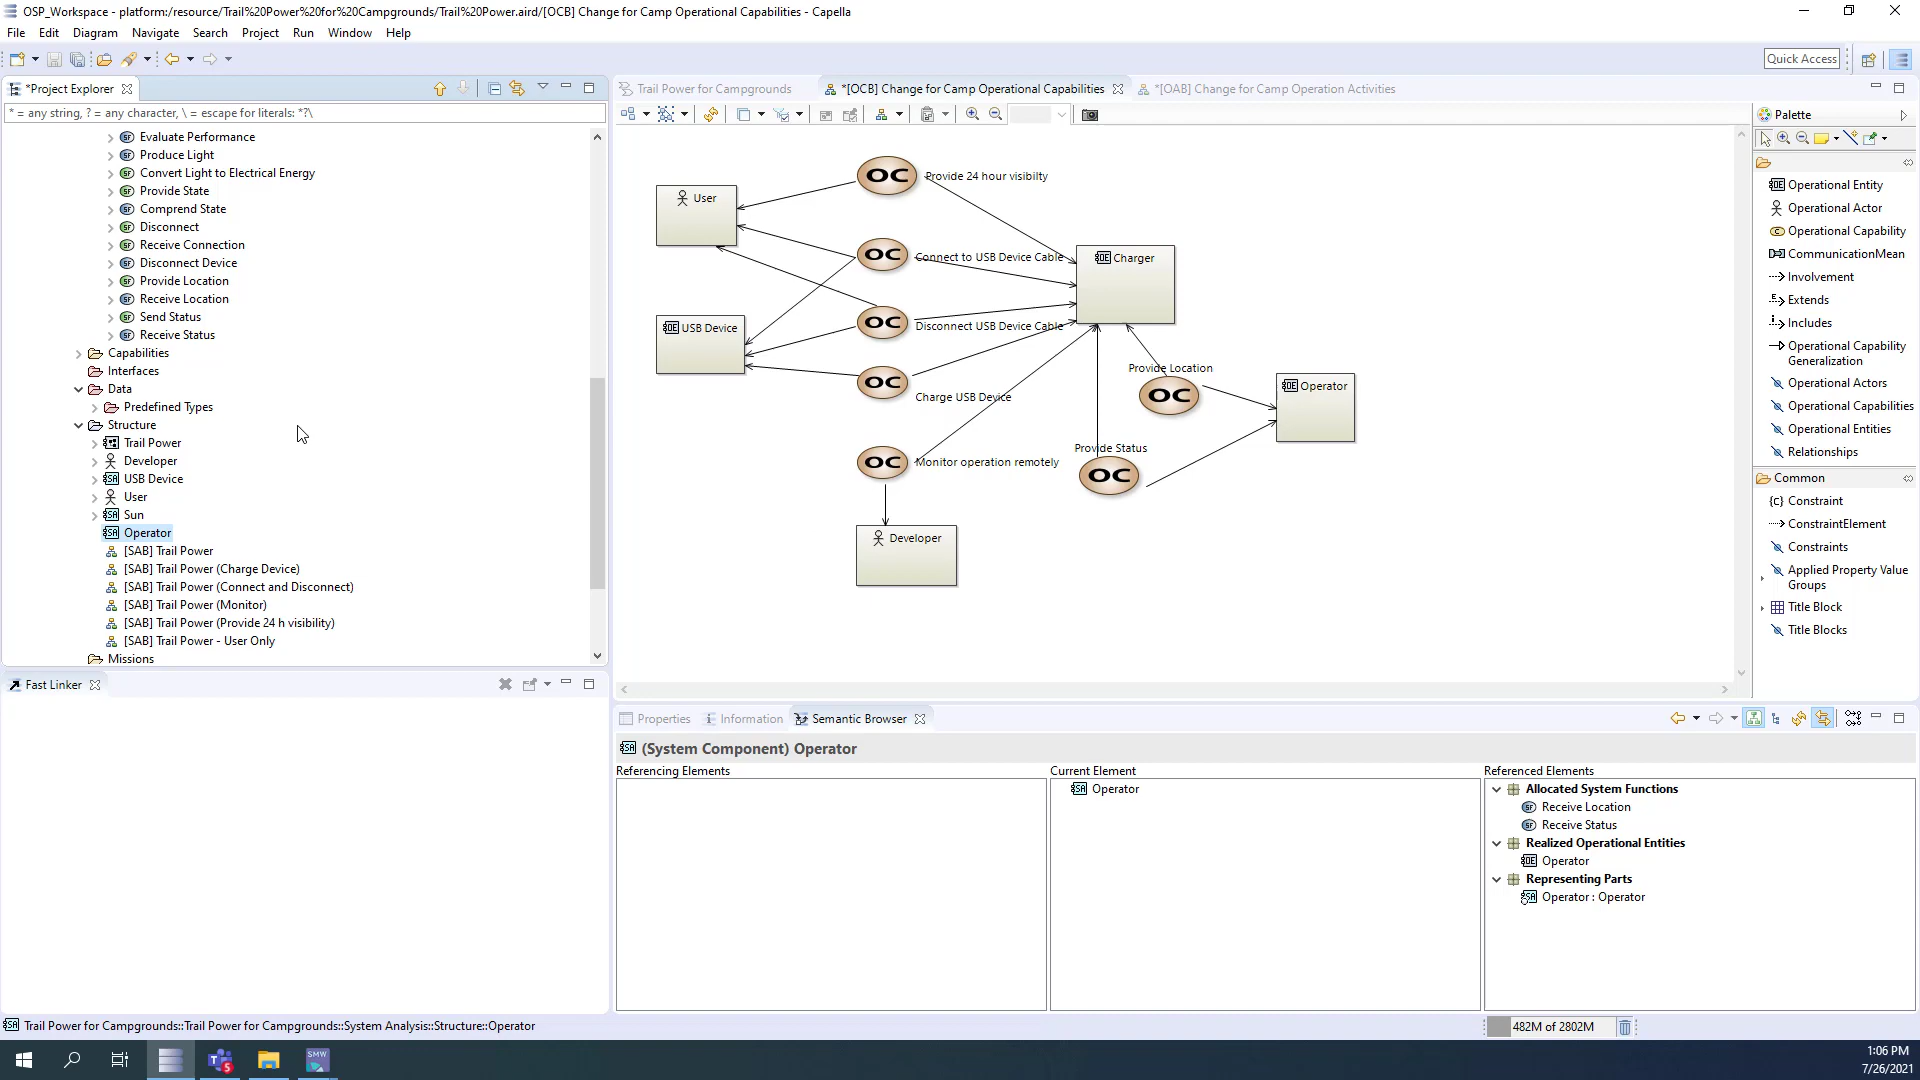 OSP_Workspace - platform:/resource/Trail%20Power%20for%20Campgrounds/Trail%20Power.aird/[OCB] Change for Camp Operational Capabilities - Capella
File Edit Diagram Navigate Search Project Run Window Help
Quick Access
*Project Explorer
* = any string, ? = any character, \ = escape for literals: *?\
Evaluate Performance
Produce Light
Convert Light to Electrical Energy
Provide State
Comprend State
Disconnect
Receive Connection
Disconnect Device
Provide Location
Receive Location
Send Status
Receive Status
Capabilities
Interfaces
Data
Predefined Types
Structure
Trail Power
Developer
USB Device
User
Sun
Operator
[SAB] Trail Power
[SAB] Trail Power (Charge Device)
[SAB] Trail Power (Connect and Disconnect)
[SAB] Trail Power (Monitor)
[SAB] Trail Power (Provide 24 h visibility)
[SAB] Trail Power - User Only
Missions
Fast Linker
Trail Power for Campgrounds
*[OCB] Change for Camp Operational Capabilities
*[OAB] Change for Camp Operation Activities
OC Provide 24 hour visibilty
User
OC Connect to USB Device Cable
OE Charger
OC Disconnect USB Device Cable
OE USB Device
OC Charge USB Device
Provide Location
OC
OE Operator
OC Monitor operation remotely
Provide Status
OC
Developer
Palette
Operational Entity
Operational Actor
Operational Capability
CommunicationMean
Involvement
Extends
Includes
Operational Capability
Generalization
Operational Actors
Operational Capabilities
Operational Entities
Relationships
Common
Constraint
ConstraintElement
Constraints
Applied Property Value
Groups
Title Block
Title Blocks
Properties Information Semantic Browser
(System Component) Operator
Referencing Elements
Current Element
Operator
Referenced Elements
Allocated System Functions
Receive Location
Receive Status
Realized Operational Entities
Operator
Representing Parts
Operator : Operator
Trail Power for Campgrounds::Trail Power for Campgrounds::System Analysis::Structure::Operator
482M of 2802M
5
SMW
1:06 PM
7/26/2021